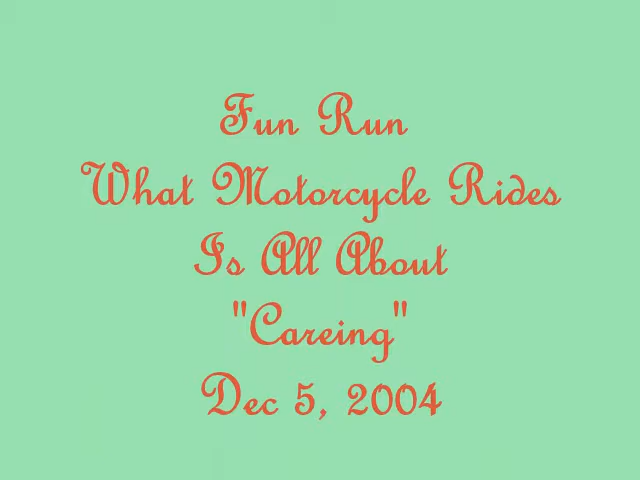 Fun Run
What Motorcycle Rides
Is All About
"Careing"
Dec 5, 2004